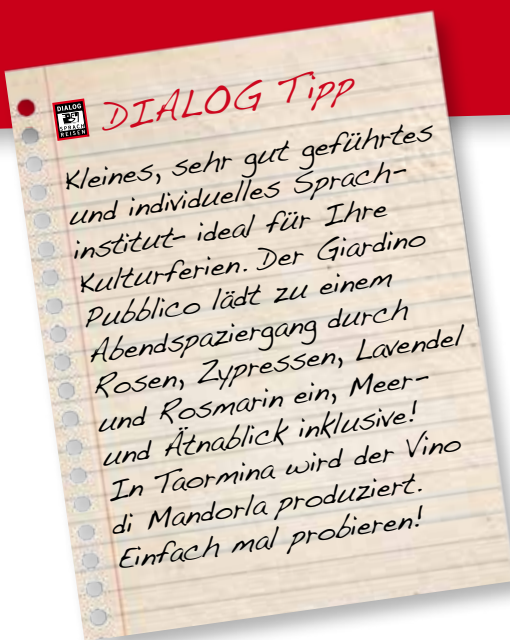 DIALOG
SPRACH
REISEN
DIALOG Tipp
Kleines, sehr gut geführtes
und individuelles Sprach-
institut- ideal für Ihre
Kulturferien. Der Giardino
Pubblico lädt zu einem
Abendspaziergang durch
Rosen, Zypressen, Lavendel
und Rosmarin ein, Meer-
und Ätnablick inklusive!
In Taormina wird der Vino
di Mandorla produziert.
Einfach mal probieren!